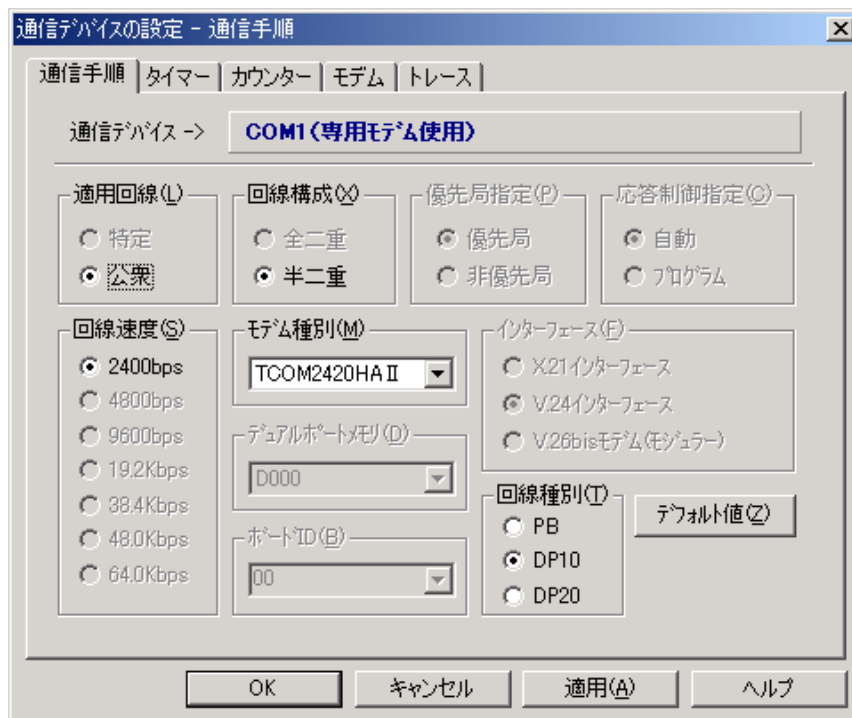 通信ﾃﾞﾊﾞｲｽの設定 - 通信手順
通信手順 タイマー カウンター モデム トレース
通信ﾃﾞﾊﾞｲｽ -> COM1(専用ﾓﾃﾞﾑ使用)
適用回線(L) 回線構成(X) 優先局指定(P) 応答制御指定(C)
特定 全二重 優先局 自動
公衆 半二重 非優先局 ﾌﾟﾛｸﾞﾗﾑ
回線速度(S) ﾓﾃﾞﾑ種別(M) ｲﾝﾀｰﾌｪｰｽ(F)
2400bps TCOM2420HAⅡ X.21ｲﾝﾀｰﾌｪｰｽ
4800bps V.24ｲﾝﾀｰﾌｪｰｽ
9600bps ﾃﾞｭｱﾙﾎﾟｰﾄﾒﾓﾘ(D) V.26bisﾓﾃﾞﾑ(ﾓｼﾞｭﾗｰ)
19.2Kbps D000
38.4Kbps 回線種別(T) ﾃﾞﾌｫﾙﾄ値(Z)
48.0Kbps ﾎﾞｰﾄﾞID(B) PB
64.0Kbps 00 DP10
DP20
OK キャンセル 適用(A) ヘルプ